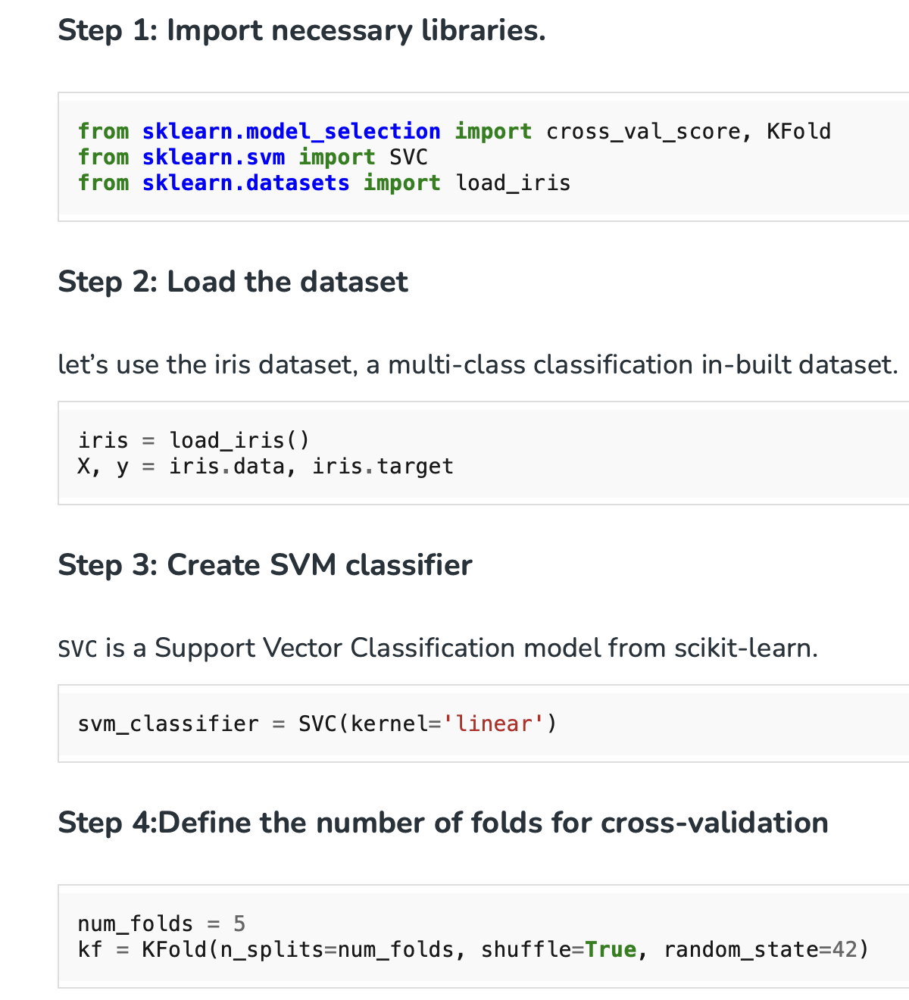 Step 1: Import necessary libraries.
from sklearn.model_selection import cross_val_score, KFold
from sklearn.svm import SVC
from sklearn.datasets import load_iris
Step 2: Load the dataset
let’s use the iris dataset, a multi-class classification in-built dataset.
iris = load_iris()
X, y = iris.data, iris.target
Step 3: Create SVM classifier
SVC is a Support Vector Classification model from scikit-learn.
svm_classifier = SVC(kernel='linear')
Step 4:Define the number of folds for cross-validation
num_folds = 5
kf = KFold(n_splits=num_folds, shuffle=True, random_state=42)